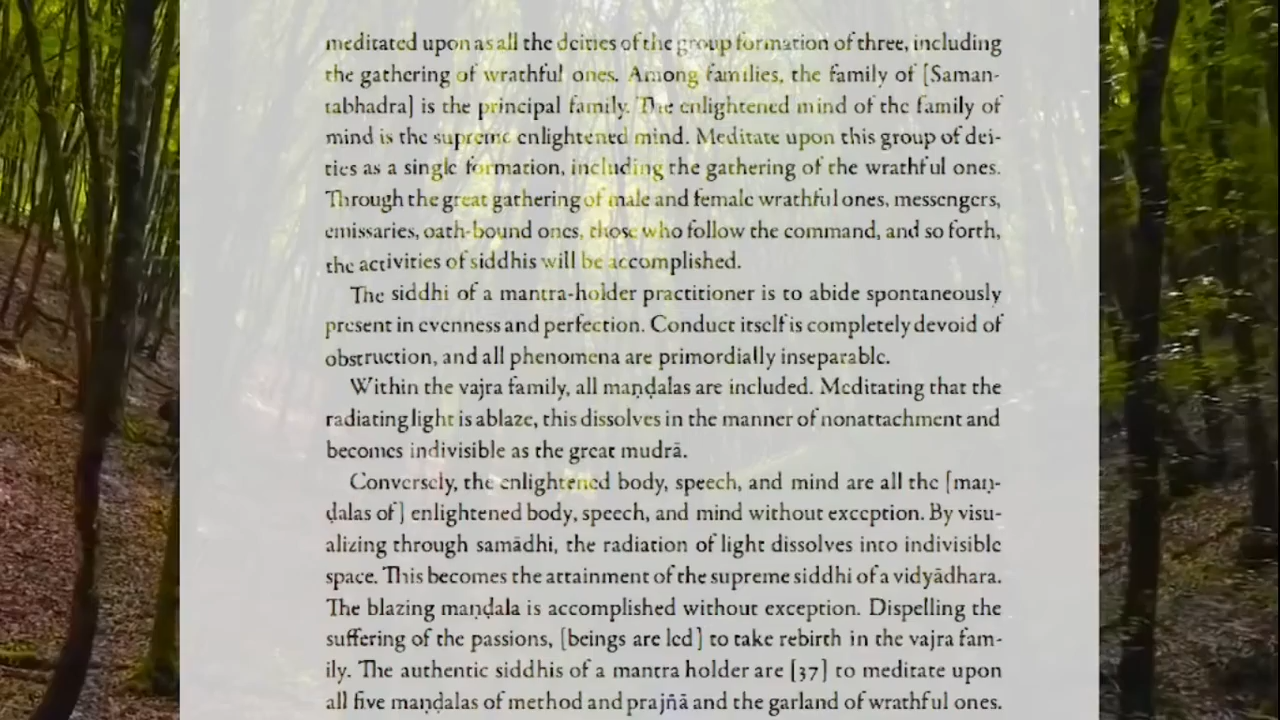 meditated upon as all the deities of the group formation of three, including
the gathering of wrathful ones. Among families, the family of [Saman-
tabhadra] is the principal family. The enlightened mind of the family of
mind is the supreme enlightened mind. Meditate upon this group of dei-
ties as a single formation, including the gathering of the wrathful ones.
Through the great gathering of male and female wrathful ones, messengers,
emissaries, oath-bound ones, those who follow the command, and so forth,
the activities of siddhis will be accomplished.
The siddhi of a mantra-holder practitioner is to abide spontaneously
present in evenness and perfection. Conduct itself is completely devoid of
obstruction, and all phenomena are primordially inseparable.
Within the vajra family, all maṇḍalas are included. Meditating that the
radiating light is ablaze, this dissolves in the manner of nonattachment and
becomes indivisible as the great mudrā.
Conversely, the enlightened body, speech, and mind are all the [maṇ-
ḍalas of] enlightened body, speech, and mind without exception. By visu-
alizing through samādhi, the radiation of light dissolves into indivisible
space. This becomes the attainment of the supreme siddhi of a vidyādhara.
The blazing maṇḍala is accomplished without exception. Dispelling the
suffering of the passions, [beings are led] to take rebirth in the vajra fam-
ily. The authentic siddhis of a mantra holder are [37] to meditate upon
all five maṇḍalas of method and prajñā and the garland of wrathful ones.